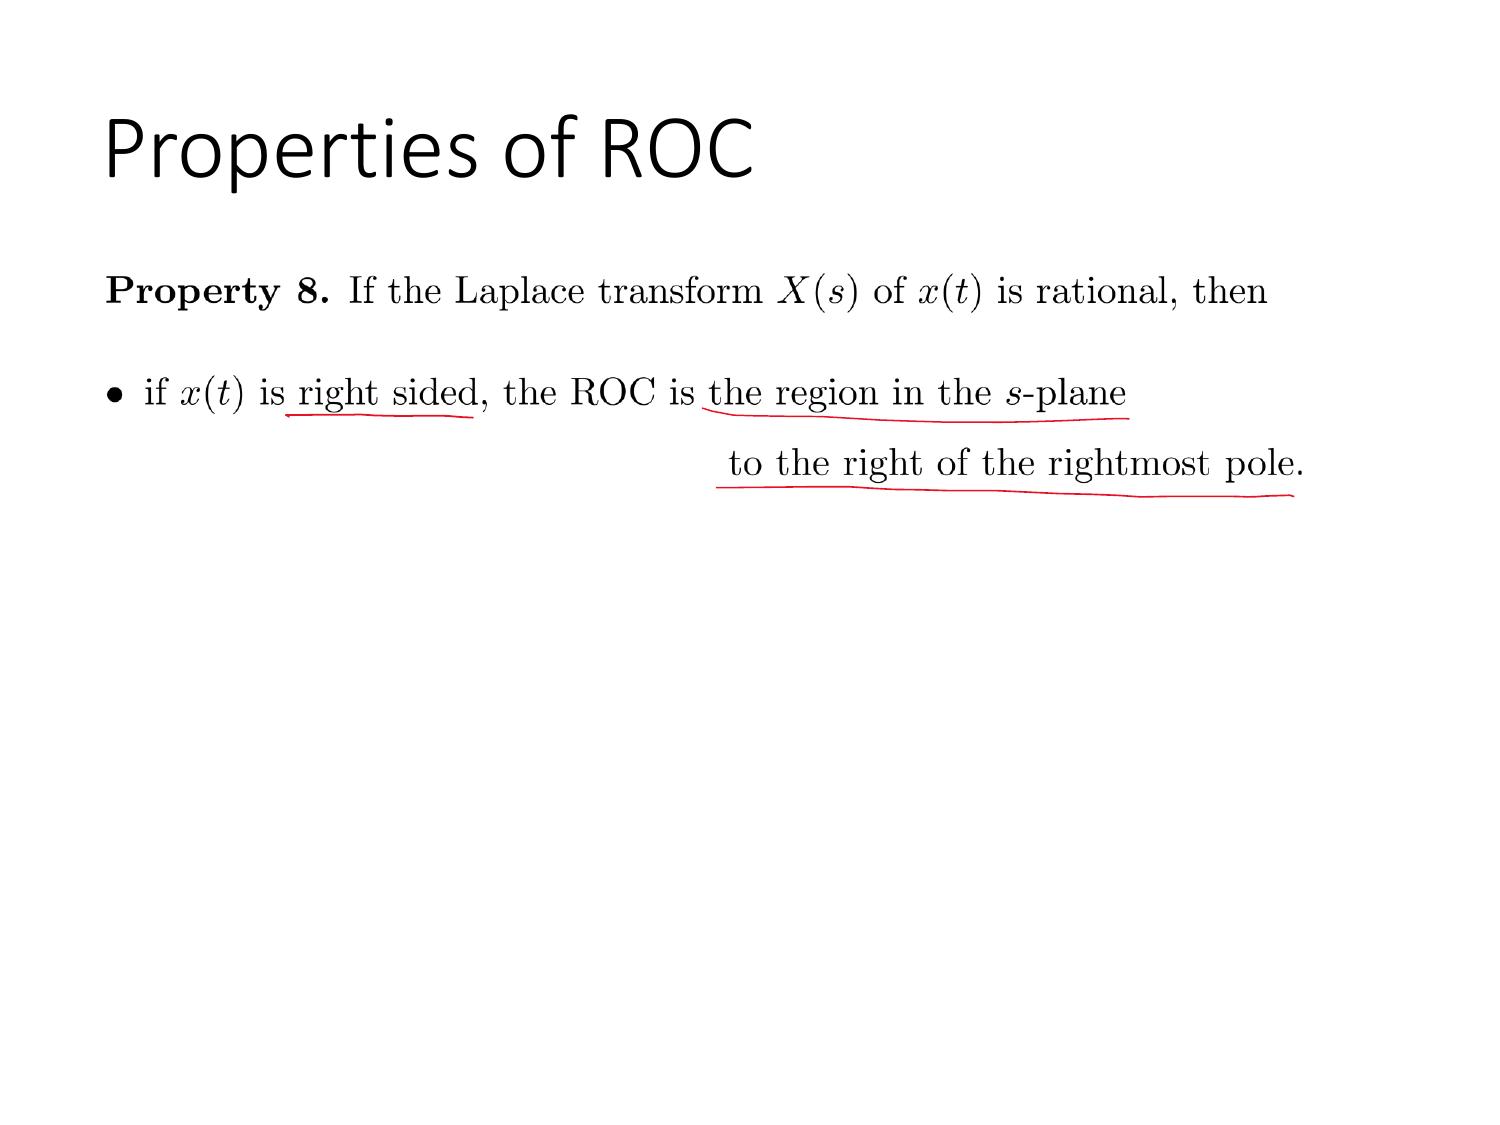 Properties of ROC
Property 8. If the Laplace transform X(s) of x(t) is rational, then
• if x(t) is right sided, the ROC is the region in the s-plane
to the right of the rightmost pole.